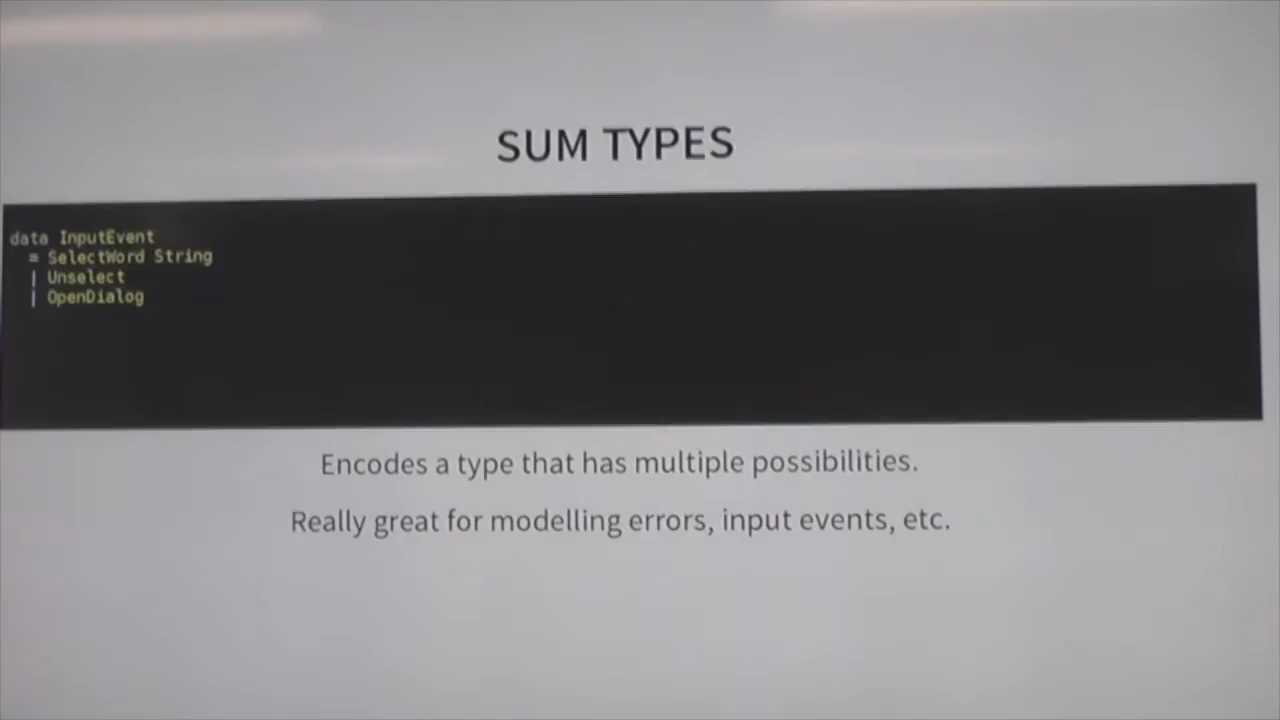 SUM TYPES
data InputEvent
= SelectWord String
| Unselect
| OpenDialog
Encodes a type that has multiple possibilities.
Really great for modelling errors, input events, etc.